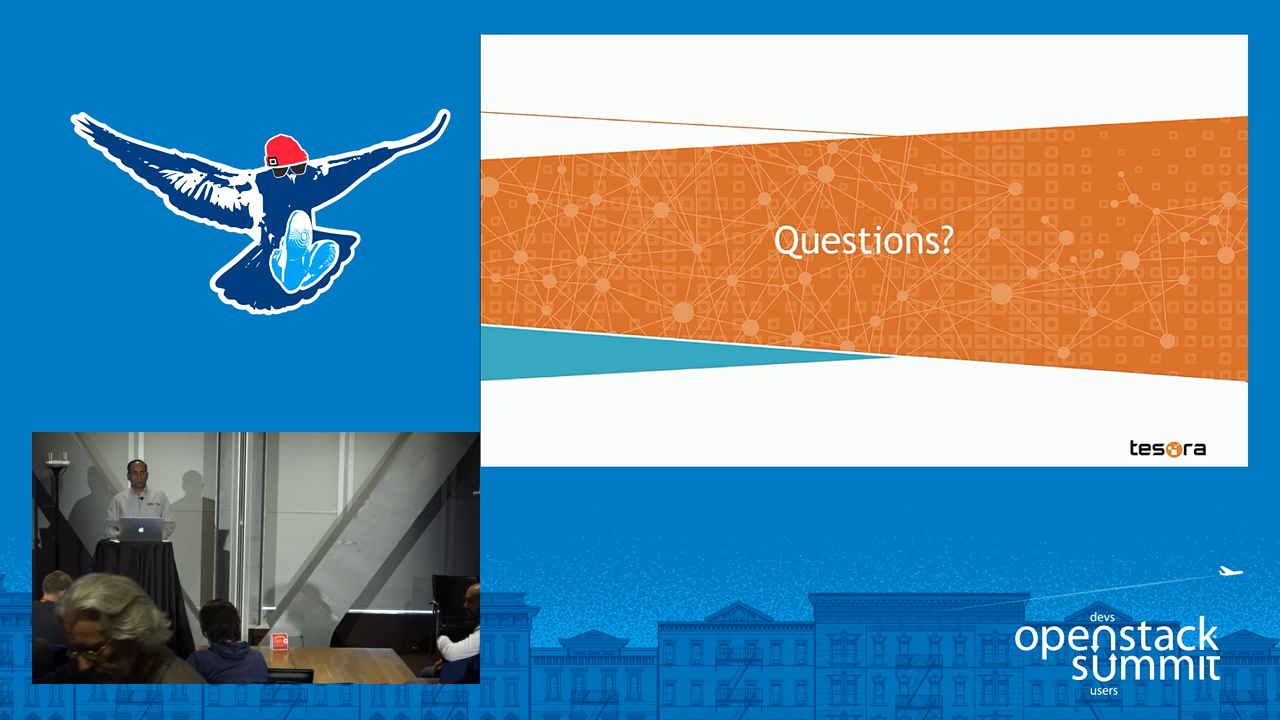 Questions?
tesora
devs
openstack
summit
users